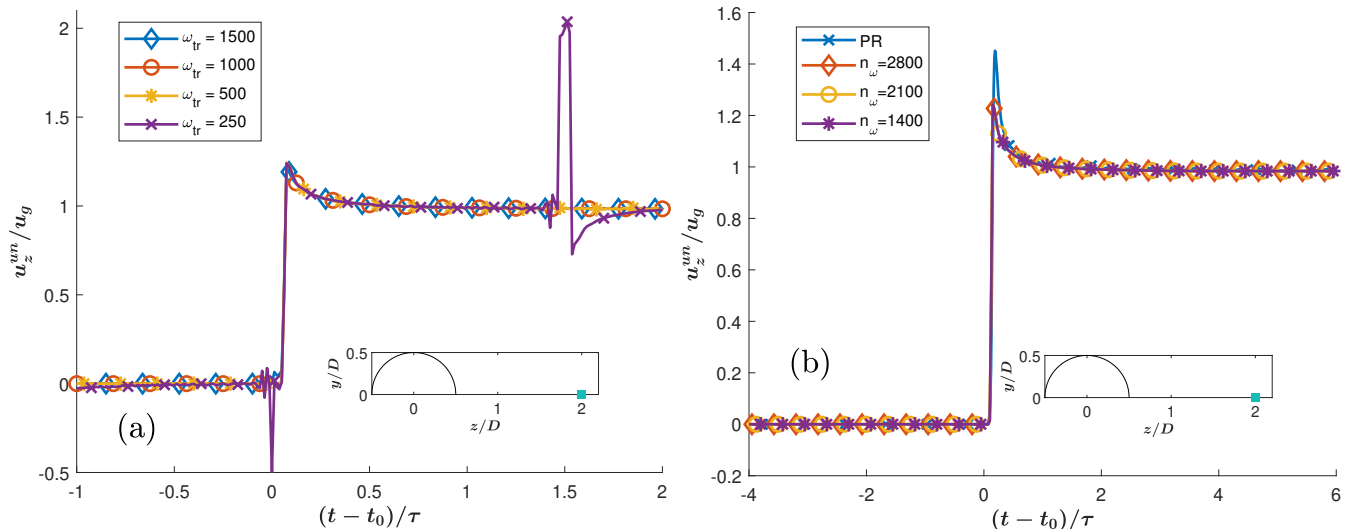 2
1.5
1
0.5
0
-0.5
u_z^{un}/u_g
ω_tr = 1500
ω_tr = 1000
ω_tr = 500
ω_tr = 250
0.5
0
y/D
0 1 2
z/D
(a)
-1 -0.5 0 0.5 1 1.5 2
(t − t_0)/τ
1.6
1.4
1.2
1
0.8
0.6
0.4
0.2
0
-0.2
u_z^{un}/u_g
PR
n_ω=2800
n_ω=2100
n_ω=1400
0.5
0
y/D
0 1 2
z/D
(b)
-4 -2 0 2 4 6
(t − t_0)/τ